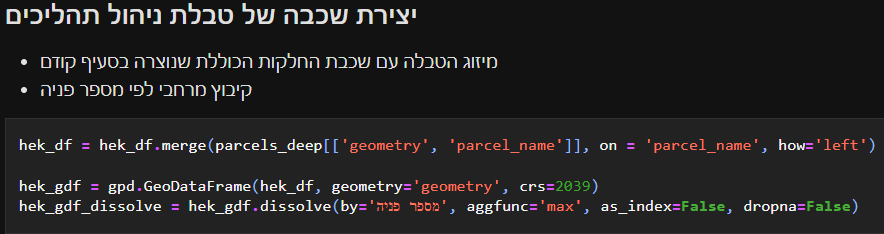 יצירת שכבה של טבלת ניהול תהליכים
מיזוג הטבלה עם שכבת החלקות הכוללת שנוצרה בסעיף קודם
קיבוץ מרחבי לפי מספר פניה
hek_df = hek_df.merge(parcels_deep[['geometry', 'parcel_name']], on = 'parcel_name', how='left')
hek_gdf = gpd.GeoDataFrame(hek_df, geometry='geometry', crs=2039)
hek_gdf_dissolve = hek_gdf.dissolve(by='מספר פניה', aggfunc='max', as_index=False, dropna=False)